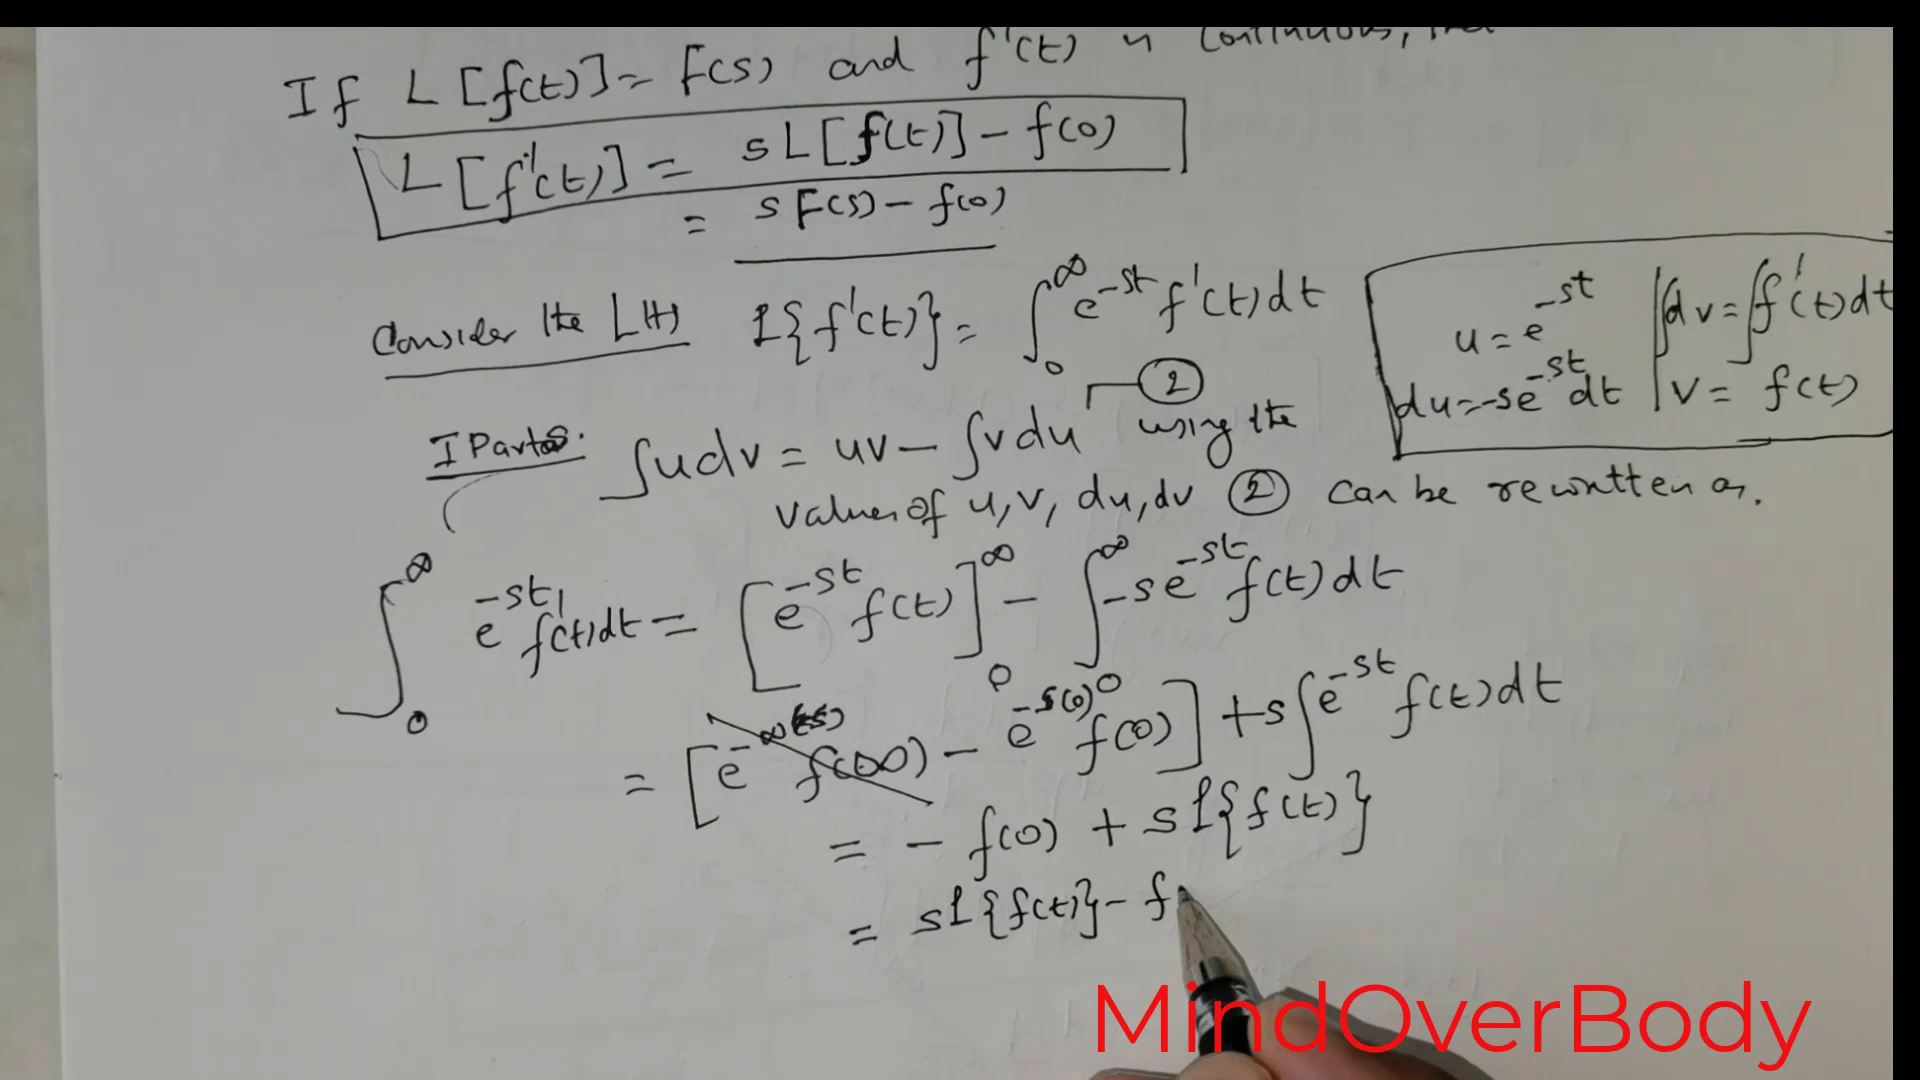 If L[f(t)] = F(s) and f'(t) is continuous,
L[f'(t)] = sL[f(t)] - f(0)
= sF(s) - f(0)
Consider the LHS L{f'(t)} = ∫₀^∞ e^{-st} f'(t)dt
②
u = e^{-st} | ∫dv = ∫f'(t)dt
du = -se^{-st}dt | v = f(t)
I Parts: ∫udv = uv - ∫vdu using the
values of u, v, du, dv ② can be rewritten as.
∫₀^∞ e^{-st} f'(t)dt = [e^{-st} f(t)]₀^∞ - ∫₀^∞ -se^{-st} f(t)dt
= [e^{-∞(s)} f(∞) - e^{-s(0)} f(0)] + s∫e^{-st} f(t)dt
= - f(0) + sL{f(t)}
= sL{f(t)} - f
MindOverBody